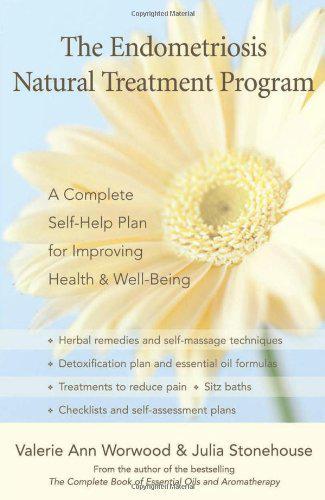 The Endometriosis
Natural Treatment Program
A Complete
Self-Help Plan
for Improving
Health & Well-Being
❖ Herbal remedies and self-massage techniques
❖ Detoxification plan and essential oil formulas
❖ Treatments to reduce pain ❖ Sitz baths
❖ Checklists and self-assessment plans
Valerie Ann Worwood & Julia Stonehouse
From the author of the bestselling
The Complete Book of Essential Oils and Aromatherapy